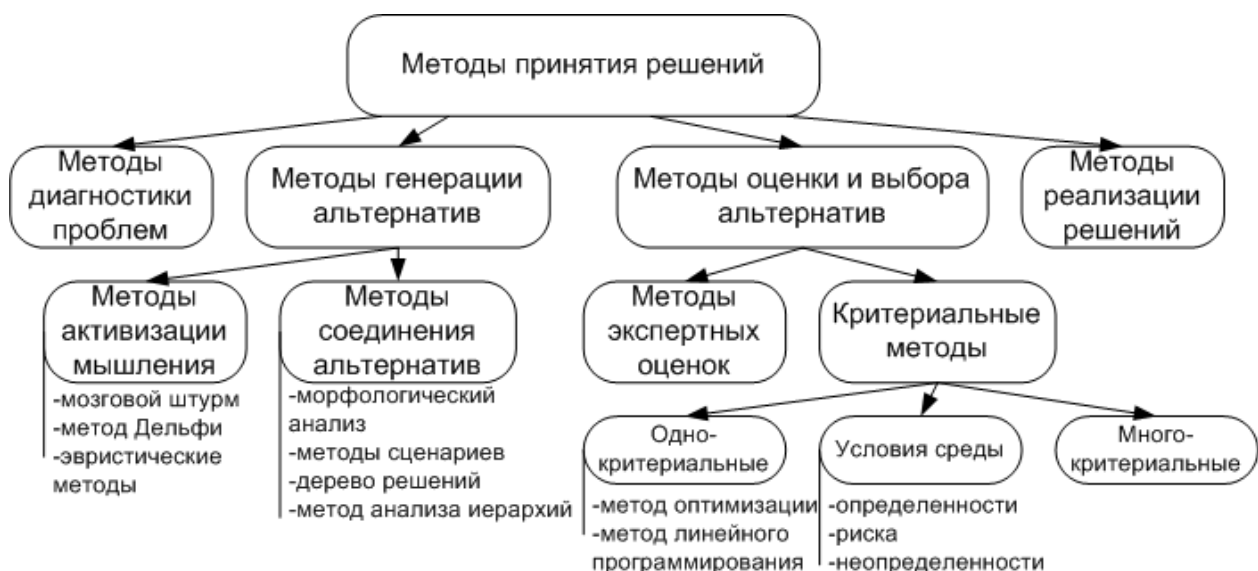 Методы принятия решений
Методы
диагностики
проблем
Методы генерации
альтернатив
Методы оценки и выбора
альтернатив
Методы
реализации
решений
Методы
активизации
мышления
-мозговой штурм
-метод Дельфи
-эвристические
методы
Методы
соединения
альтернатив
-морфологический
анализ
-методы сценариев
-дерево решений
-метод анализа иерархий
Методы
экспертных
оценок
Критериальные
методы
Одно-
критериальные
-метод оптимизации
-метод линейного
программирования
Условия среды
-определенности
-риска
-неопределенности
Много-
критериальные